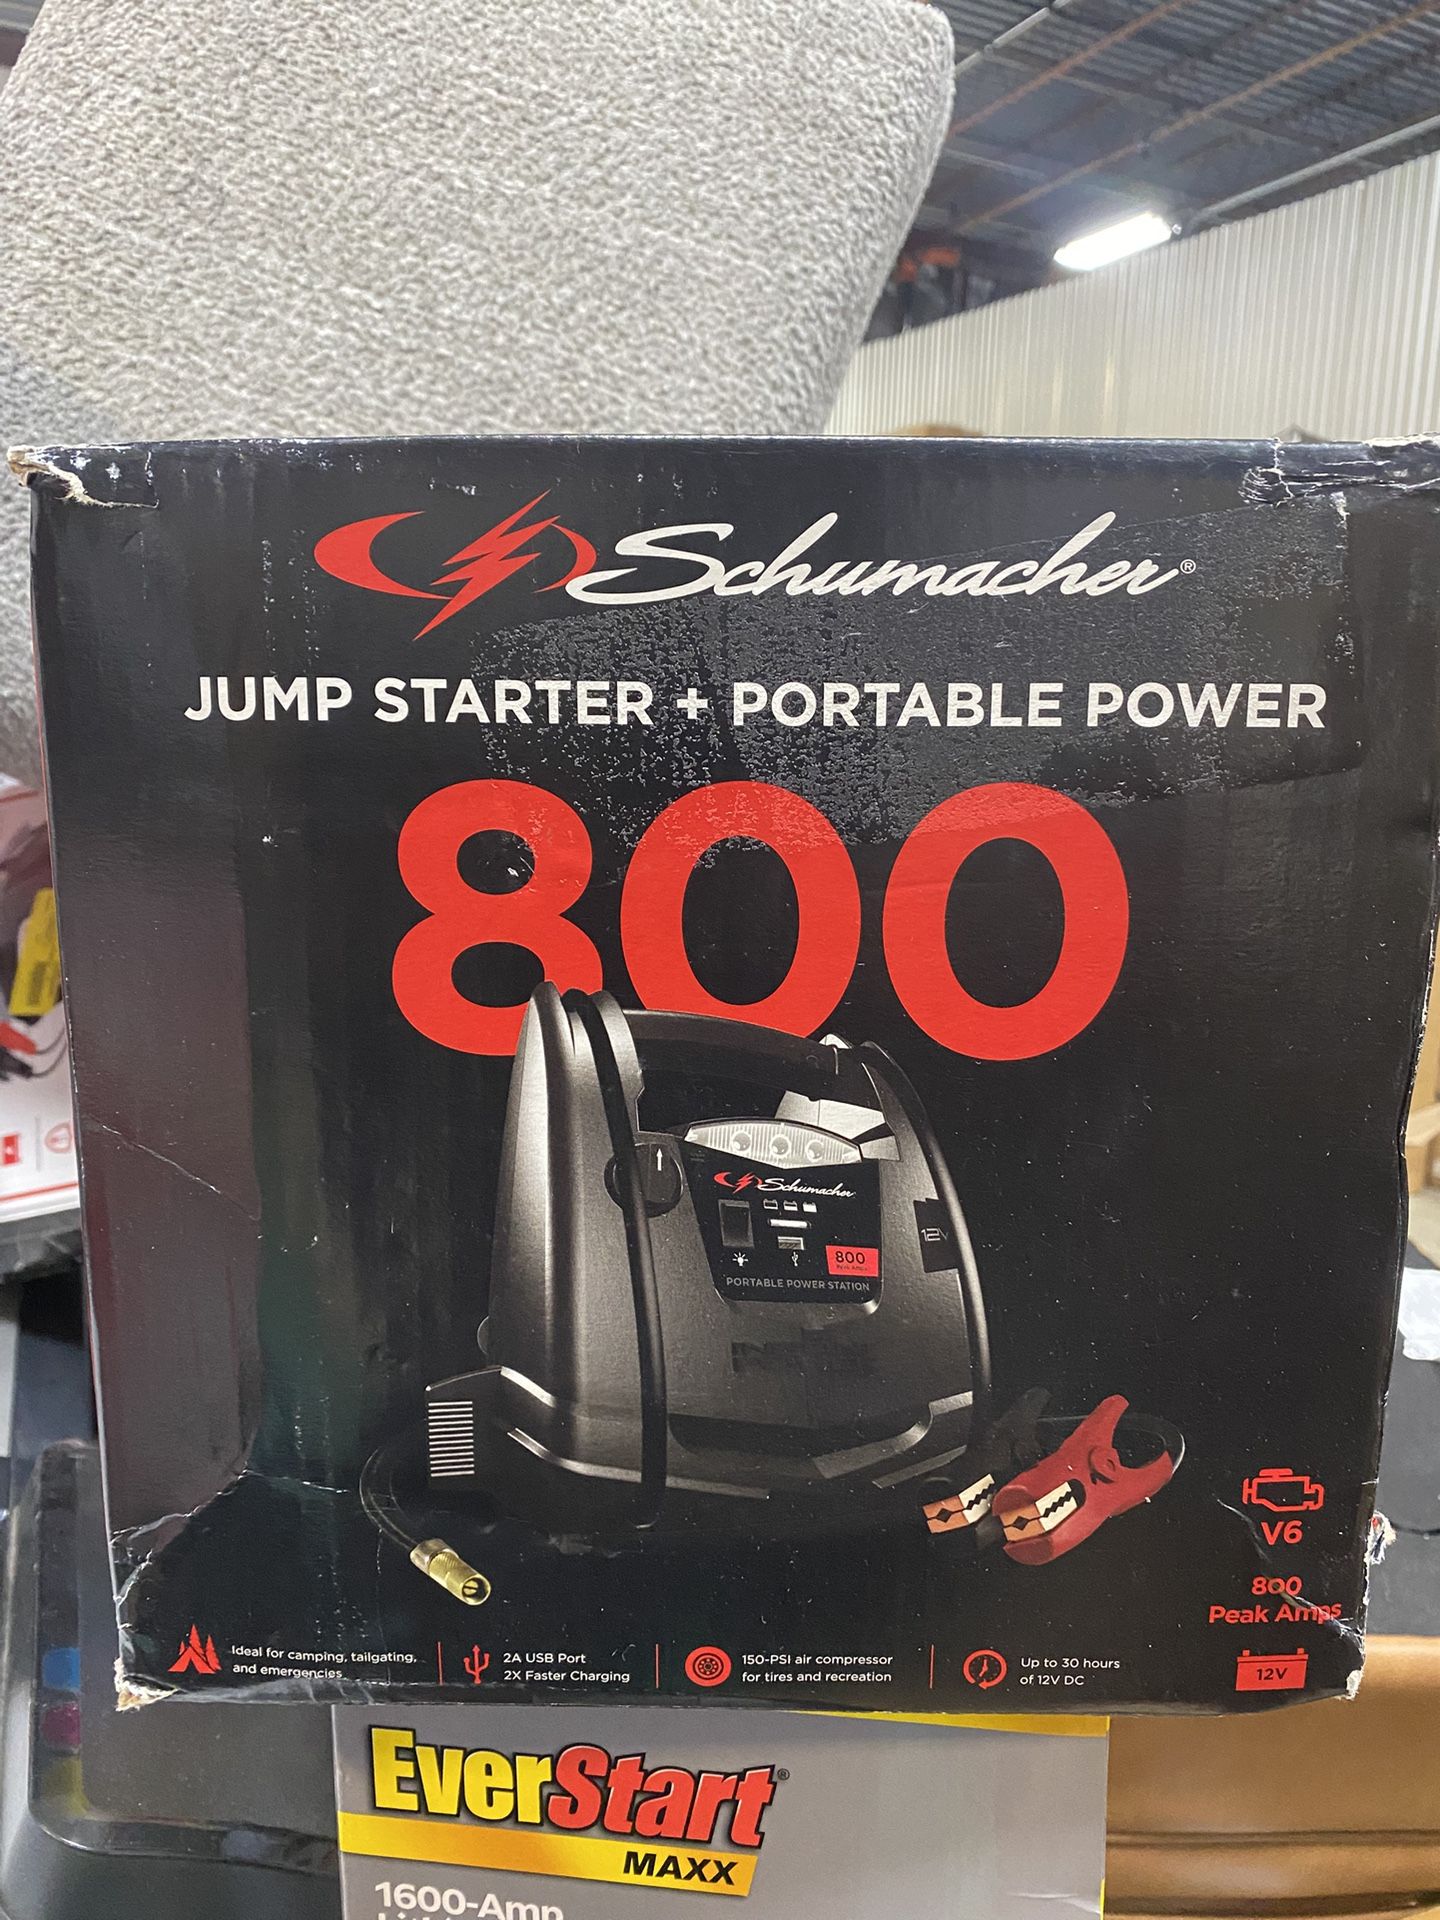 Schumacher®
JUMP STARTER + PORTABLE POWER
800
Schumacher
12V
800
Peak Amps
PORTABLE POWER STATION
V6
800
Peak Amps
12V
Ideal for camping, tailgating,
and emergencies
2A USB Port
2X Faster Charging
150-PSI air compressor
for tires and recreation
Up to 30 hours
of 12V DC
EverStart®
MAXX
1600-Amp